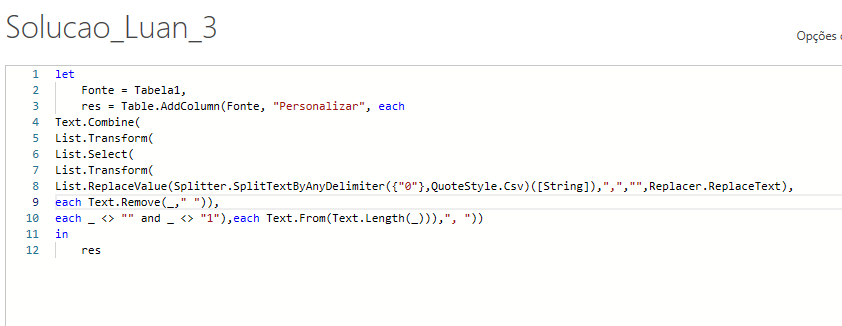 Solucao_Luan_3
Opções
1 let
2 Fonte = Tabela1,
3 res = Table.AddColumn(Fonte, "Personalizar", each
4 Text.Combine(
5 List.Transform(
6 List.Select(
7 List.Transform(
8 List.ReplaceValue(Splitter.SplitTextByAnyDelimiter({"0"},QuoteStyle.Csv)([String]),",","",Replacer.ReplaceText),
9 each Text.Remove(_," ")),
10 each _ <> "" and _ <> "1"),each Text.From(Text.Length(_))),", "))
11 in
12 res